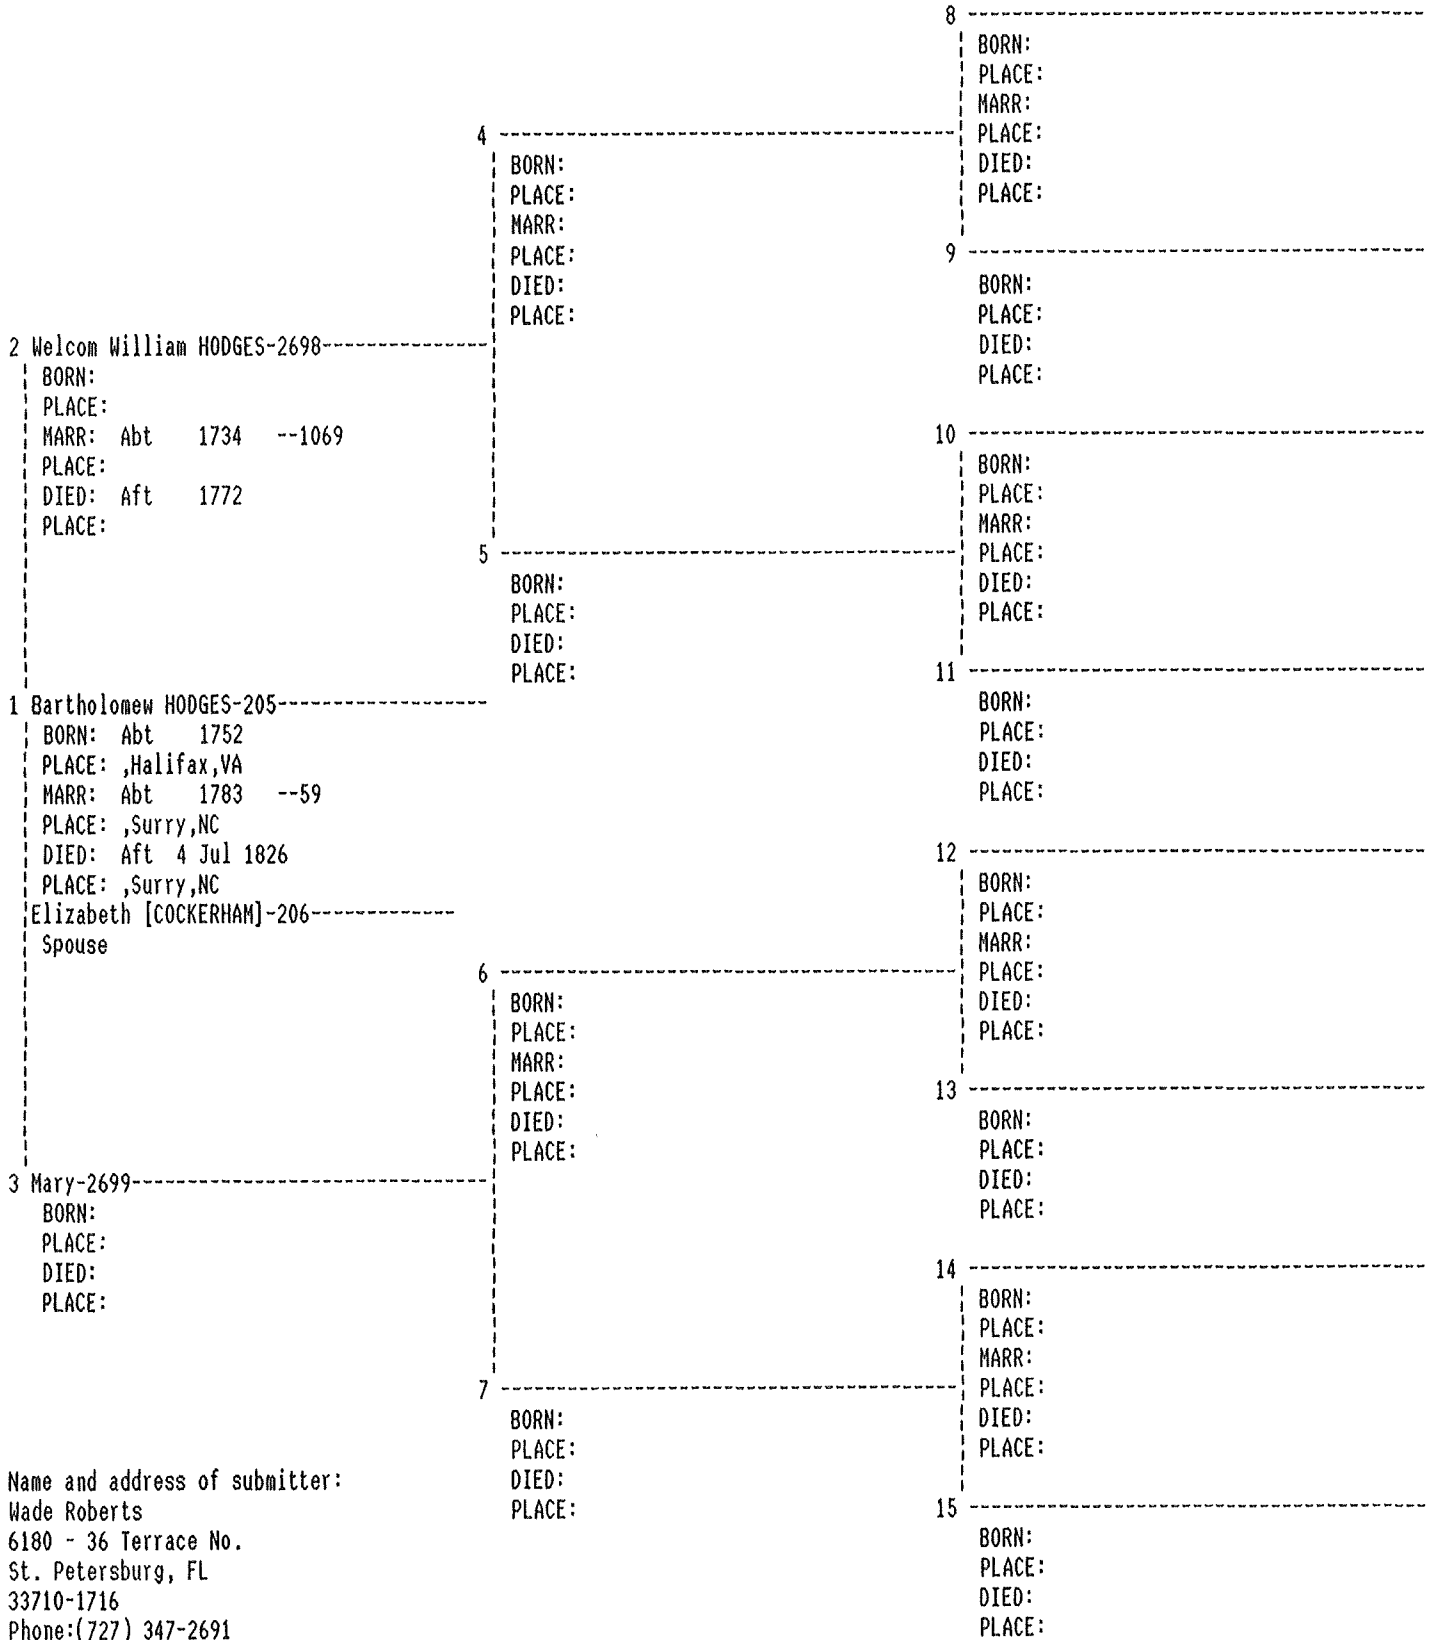 8
BORN:
PLACE:
MARR:
PLACE:
DIED:
PLACE:
4
BORN:
PLACE:
MARR:
PLACE:
DIED:
PLACE:
9
BORN:
PLACE:
DIED:
PLACE:
2 Welcom William HODGES-2698
BORN:
PLACE:
MARR: Abt 1734 --1069
PLACE:
DIED: Aft 1772
PLACE:
10
BORN:
PLACE:
MARR:
PLACE:
DIED:
PLACE:
5
BORN:
PLACE:
DIED:
PLACE:
11
BORN:
PLACE:
DIED:
PLACE:
1 Bartholomew HODGES-205
BORN: Abt 1752
PLACE: ,Halifax,VA
MARR: Abt 1783 --59
PLACE: ,Surry,NC
DIED: Aft 4 Jul 1826
PLACE: ,Surry,NC
Elizabeth [COCKERHAM]-206
Spouse
12
BORN:
PLACE:
MARR:
PLACE:
DIED:
PLACE:
6
BORN:
PLACE:
MARR:
PLACE:
DIED:
PLACE:
13
BORN:
PLACE:
DIED:
PLACE:
3 Mary-2699
BORN:
PLACE:
DIED:
PLACE:
14
BORN:
PLACE:
MARR:
PLACE:
DIED:
PLACE:
7
BORN:
PLACE:
DIED:
PLACE:
15
BORN:
PLACE:
DIED:
PLACE:
Name and address of submitter:
Wade Roberts
6180 - 36 Terrace No.
St. Petersburg, FL
33710-1716
Phone:(727) 347-2691